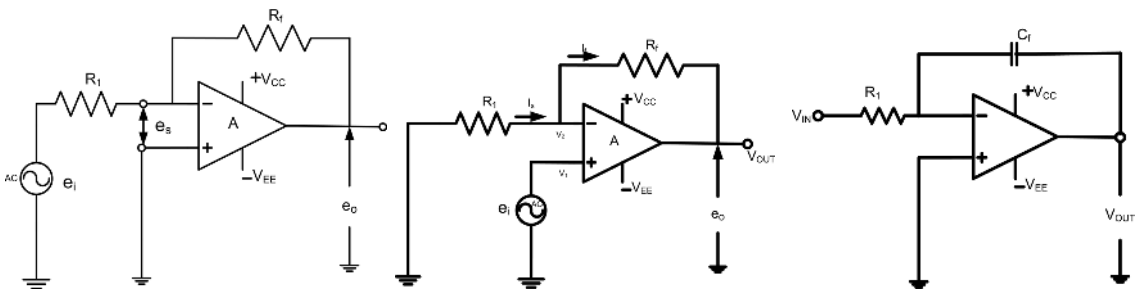 Rf
R1
+VCC
es
A
AC
ei
–VEE
eo
If
Rf
R1
Is
+VCC
V2
A
V1
VOUT
ei
AC
–VEE
eo
Cf
VIN
R1
+VCC
–VEE
VOUT